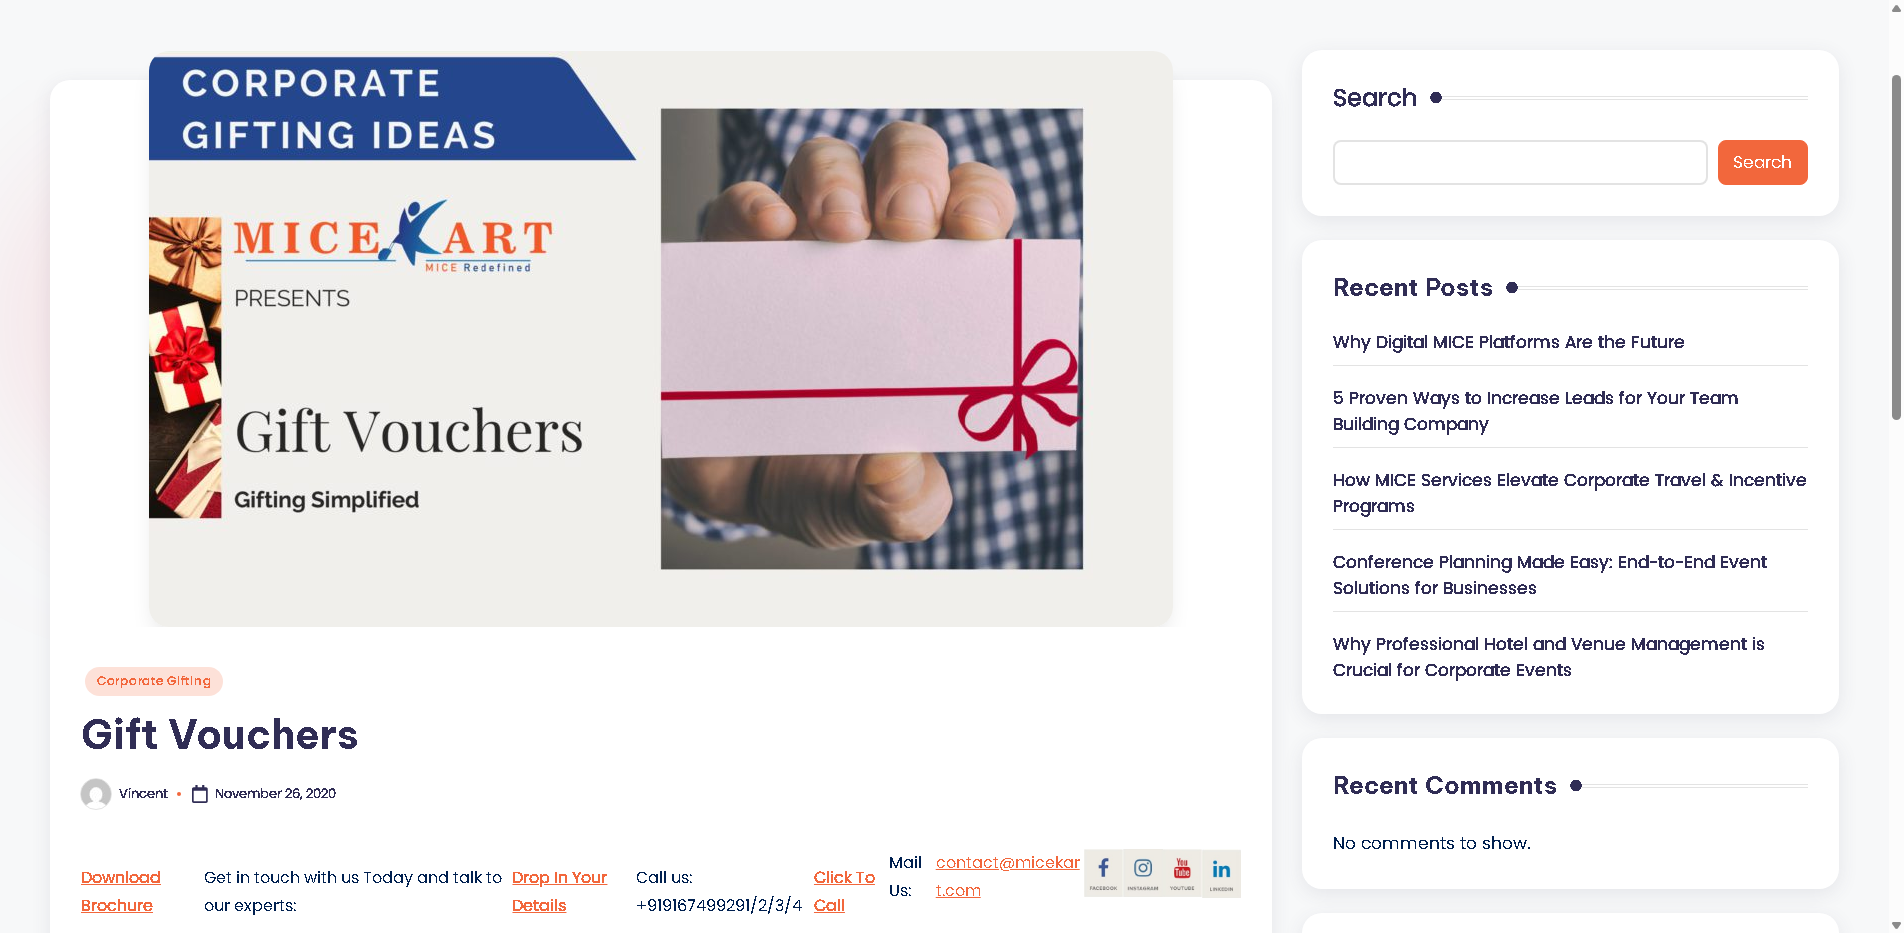 CORPORATE
GIFTING IDEAS
MICEKART
MICE Redefined
PRESENTS
Gift Vouchers
Gifting Simplified
Corporate Gifting
Gift Vouchers
Vincent • November 26, 2020
Download
Brochure
Get in touch with us Today and talk to
our experts:
Drop In Your
Details
Call us:
+919167499291/2/3/4
Click To
Call
Mail
Us:
contact@micekar
t.com
FACEBOOK
INSTAGRAM
You
Tube
YOUTUBE
in
LINKEDIN
Search
Search
Recent Posts
Why Digital MICE Platforms Are the Future
5 Proven Ways to Increase Leads for Your Team
Building Company
How MICE Services Elevate Corporate Travel & Incentive
Programs
Conference Planning Made Easy: End-to-End Event
Solutions for Businesses
Why Professional Hotel and Venue Management is
Crucial for Corporate Events
Recent Comments
No comments to show.